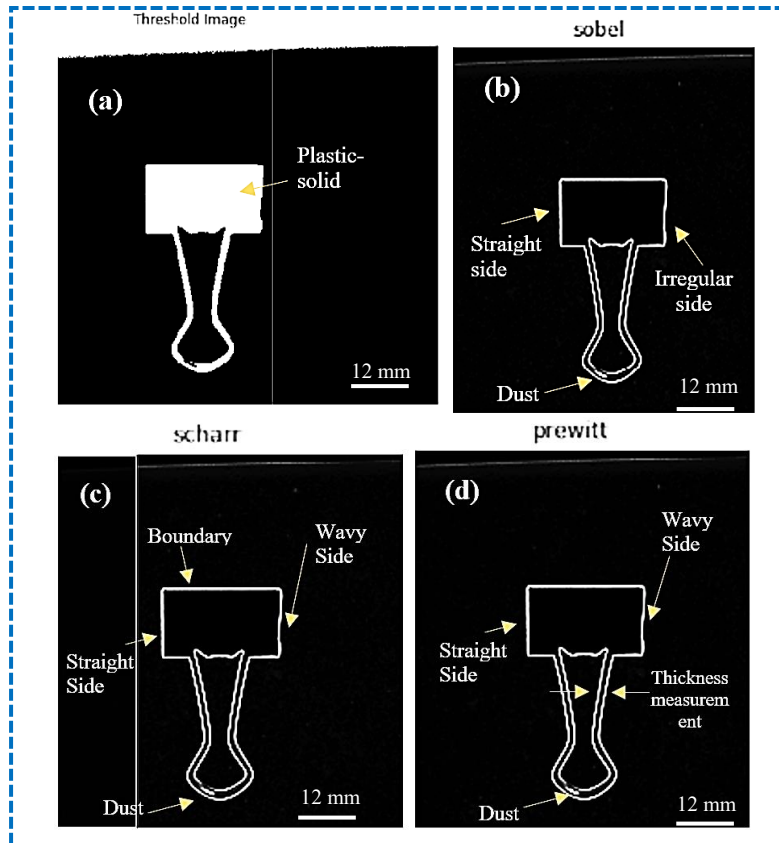 Threshold Image
(a)
Plastic-
solid
12 mm
sobel
(b)
Straight
side
Irregular
side
Dust
12 mm
scharr
(c)
Boundary
Wavy
Side
Straight
Side
Dust
12 mm
prewitt
(d)
Wavy
Side
Straight
Side
Thickness
measurem
ent
Dust
12 mm